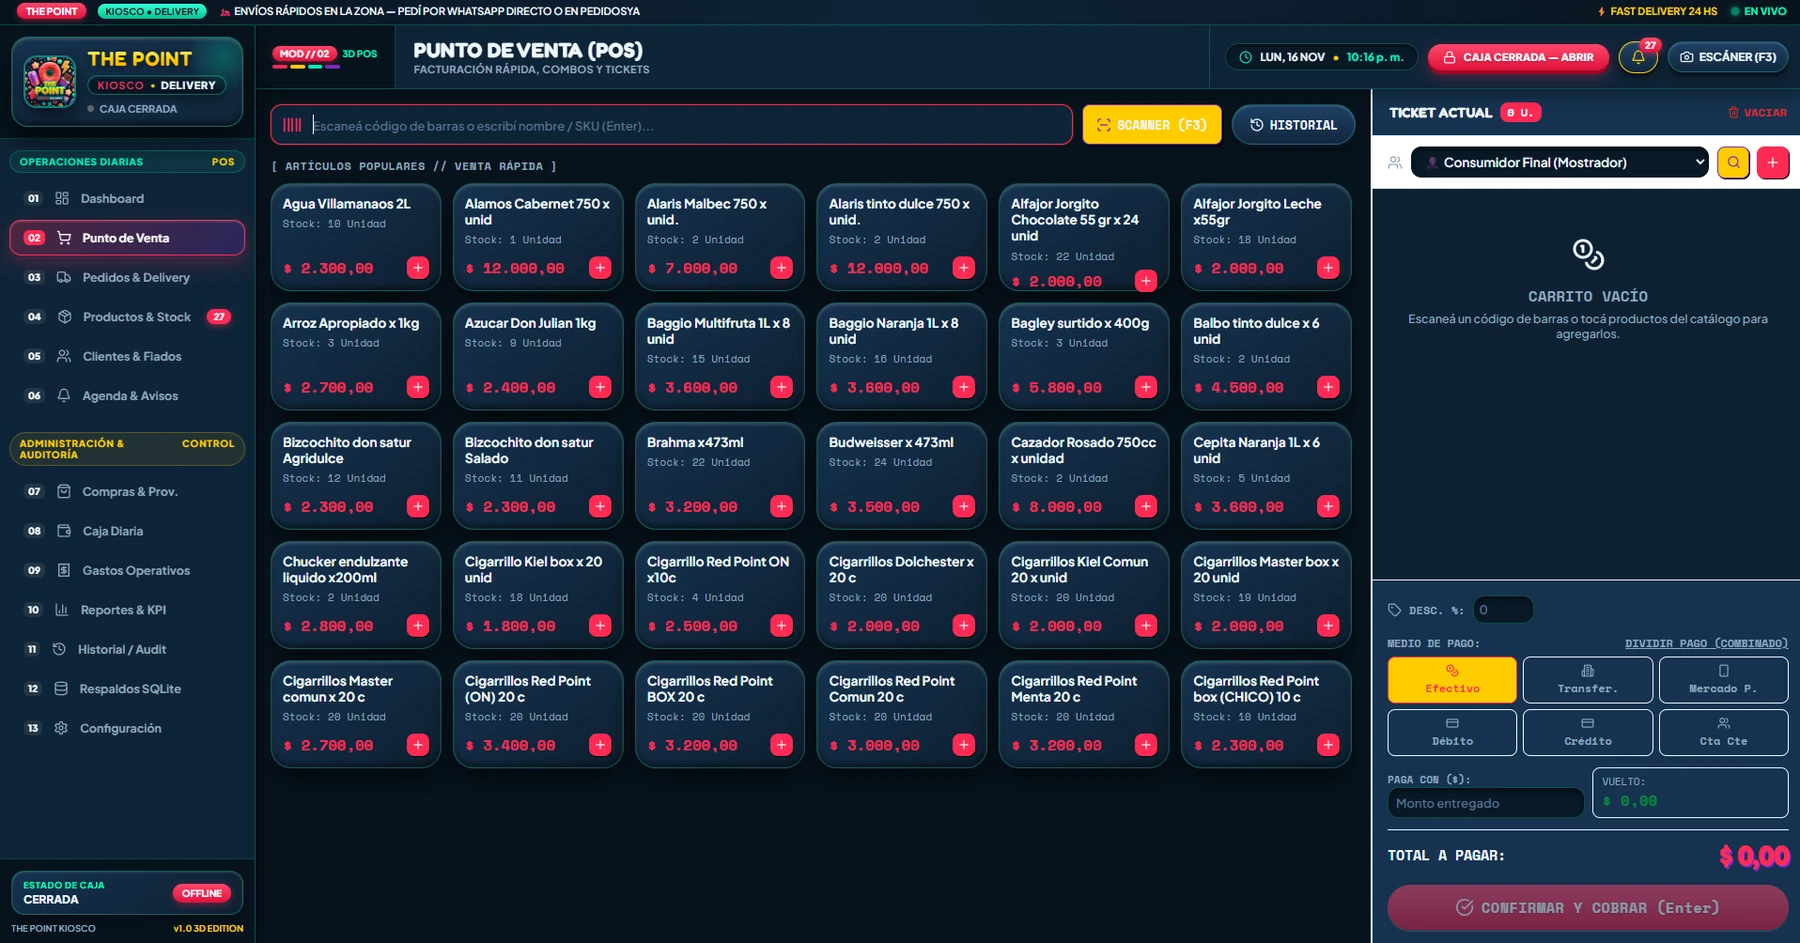 THE POINT
KIOSCO • DELIVERY
ENVÍOS RÁPIDOS EN LA ZONA — PEDÍ POR WHATSAPP DIRECTO O EN PEDIDOSYA
FAST DELIVERY 24 HS
EN VIVO
THE POINT
KIOSCO • DELIVERY
CAJA CERRADA
MOD // 02
3D POS
PUNTO DE VENTA (POS)
FACTURACIÓN RÁPIDA, COMBOS Y TICKETS
LUN, 16 NOV • 10:16 p. m.
CAJA CERRADA — ABRIR
27
ESCÁNER (F3)
OPERACIONES DIARIAS POS
01 Dashboard
02 Punto de Venta
03 Pedidos & Delivery
04 Productos & Stock 27
05 Clientes & Fiados
06 Agenda & Avisos
ADMINISTRACIÓN & AUDITORÍA CONTROL
07 Compras & Prov.
08 Caja Diaria
09 Gastos Operativos
10 Reportes & KPI
11 Historial / Audit
12 Respaldos SQLite
13 Configuración
ESTADO DE CAJA
CERRADA
OFFLINE
THE POINT KIOSCO v1.0 3D EDITION
Escaneá código de barras o escribí nombre / SKU (Enter)...
SCANNER (F3)
HISTORIAL
[ ARTÍCULOS POPULARES // VENTA RÁPIDA ]
Agua Villamanaos 2L
Stock: 10 Unidad
$ 2.300,00
Alamos Cabernet 750 x unid
Stock: 1 Unidad
$ 12.000,00
Alaris Malbec 750 x unid.
Stock: 2 Unidad
$ 7.000,00
Alaris tinto dulce 750 x unid.
Stock: 2 Unidad
$ 12.000,00
Alfajor Jorgito Chocolate 55 gr x 24 unid
Stock: 22 Unidad
$ 2.000,00
Alfajor Jorgito Leche x55gr
Stock: 18 Unidad
$ 2.000,00
Arroz Apropiado x 1kg
Stock: 3 Unidad
$ 2.700,00
Azucar Don Julian 1kg
Stock: 9 Unidad
$ 2.400,00
Baggio Multifruta 1L x 8 unid
Stock: 15 Unidad
$ 3.600,00
Baggio Naranja 1L x 8 unid
Stock: 16 Unidad
$ 3.600,00
Bagley surtido x 400g
Stock: 3 Unidad
$ 5.800,00
Balbo tinto dulce x 6 unid
Stock: 2 Unidad
$ 4.500,00
Bizcochito don satur Agridulce
Stock: 12 Unidad
$ 2.300,00
Bizcochito don satur Salado
Stock: 11 Unidad
$ 2.300,00
Brahma x473ml
Stock: 22 Unidad
$ 3.200,00
Budweisser x 473ml
Stock: 24 Unidad
$ 3.500,00
Cazador Rosado 750cc x unidad
Stock: 2 Unidad
$ 8.000,00
Cepita Naranja 1L x 6 unid
Stock: 5 Unidad
$ 3.600,00
Chucker endulzante liquido x200ml
Stock: 2 Unidad
$ 2.800,00
Cigarrillo Kiel box x 20 unid
Stock: 18 Unidad
$ 1.800,00
Cigarrillo Red Point ON x10c
Stock: 4 Unidad
$ 2.500,00
Cigarrillos Dolchester x 20 c
Stock: 20 Unidad
$ 2.000,00
Cigarrillos Kiel Comun 20 x unid
Stock: 20 Unidad
$ 2.000,00
Cigarrillos Master box x 20 unid
Stock: 19 Unidad
$ 2.000,00
Cigarrillos Master comun x 20 c
Stock: 20 Unidad
$ 2.700,00
Cigarrillos Red Point (ON) 20 c
Stock: 20 Unidad
$ 3.400,00
Cigarrillos Red Point BOX 20 c
Stock: 20 Unidad
$ 3.200,00
Cigarrillos Red Point Comun 20 c
Stock: 20 Unidad
$ 3.000,00
Cigarrillos Red Point Menta 20 c
Stock: 20 Unidad
$ 3.200,00
Cigarrillos Red Point box (CHICO) 10 c
Stock: 10 Unidad
$ 2.300,00
TICKET ACTUAL
0 U.
VACIAR
Consumidor Final (Mostrador)
CARRITO VACÍO
Escaneá un código de barras o tocá productos del catálogo para agregarlos.
DESC. %: 0
MEDIO DE PAGO:
DIVIDIR PAGO (COMBINADO)
Efectivo
Transfer.
Mercado P.
Débito
Crédito
Cta Cte
PAGA CON ($):
Monto entregado
VUELTO:
$ 0,00
TOTAL A PAGAR:
$ 0,00
CONFIRMAR Y COBRAR (Enter)